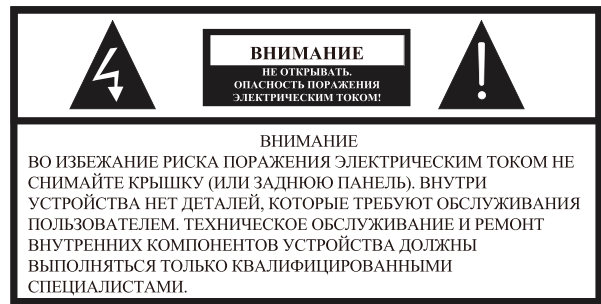 ВНИМАНИЕ
НЕ ОТКРЫВАТЬ.
ОПАСНОСТЬ ПОРАЖЕНИЯ
ЭЛЕКТРИЧЕСКИМ ТОКОМ!
ВНИМАНИЕ
ВО ИЗБЕЖАНИЕ РИСКА ПОРАЖЕНИЯ ЭЛЕКТРИЧЕСКИМ ТОКОМ НЕ
СНИМАЙТЕ КРЫШКУ (ИЛИ ЗАДНЮЮ ПАНЕЛЬ). ВНУТРИ
УСТРОЙСТВА НЕТ ДЕТАЛЕЙ, КОТОРЫЕ ТРЕБУЮТ ОБСЛУЖИВАНИЯ
ПОЛЬЗОВАТЕЛЕМ. ТЕХНИЧЕСКОЕ ОБСЛУЖИВАНИЕ И РЕМОНТ
ВНУТРЕННИХ КОМПОНЕНТОВ УСТРОЙСТВА ДОЛЖНЫ
ВЫПОЛНЯТЬСЯ ТОЛЬКО КВАЛИФИЦИРОВАННЫМИ
СПЕЦИАЛИСТАМИ.